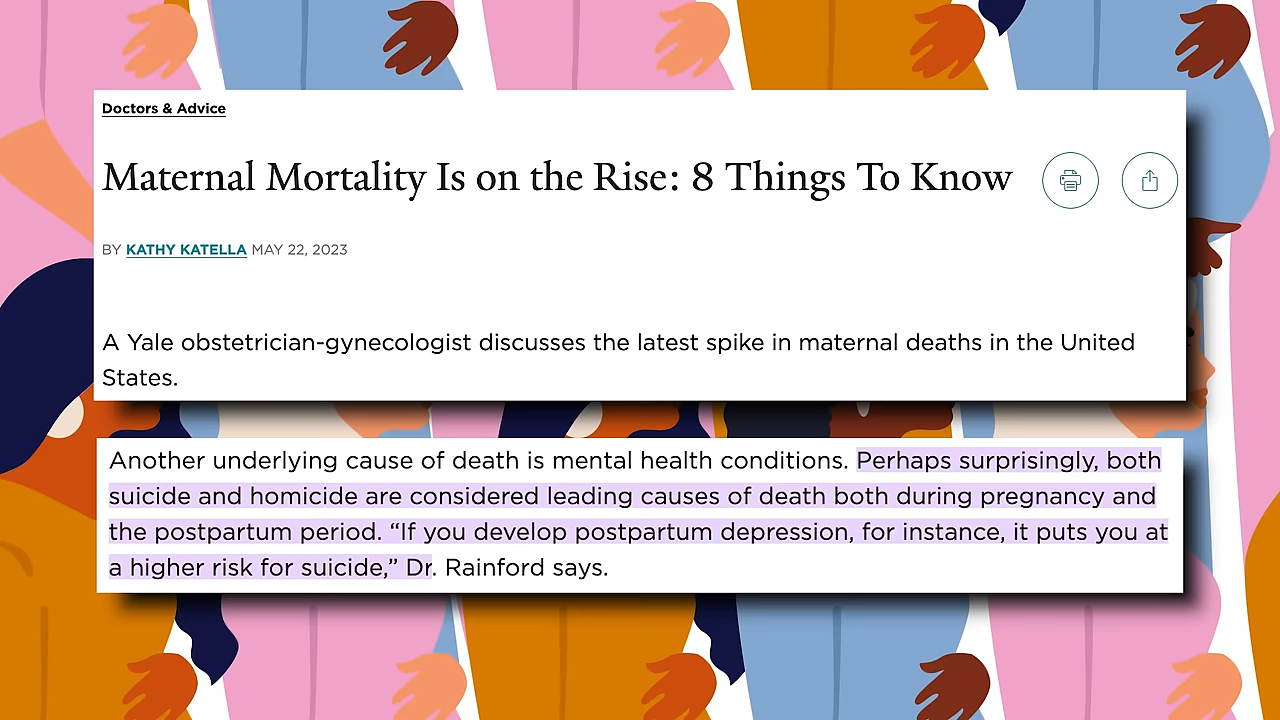 Doctors & Advice
Maternal Mortality Is on the Rise: 8 Things To Know
BY KATHY KATELLA MAY 22, 2023
A Yale obstetrician-gynecologist discusses the latest spike in maternal deaths in the United
States.
Another underlying cause of death is mental health conditions. Perhaps surprisingly, both
suicide and homicide are considered leading causes of death both during pregnancy and
the postpartum period. “If you develop postpartum depression, for instance, it puts you at
a higher risk for suicide,” Dr. Rainford says.